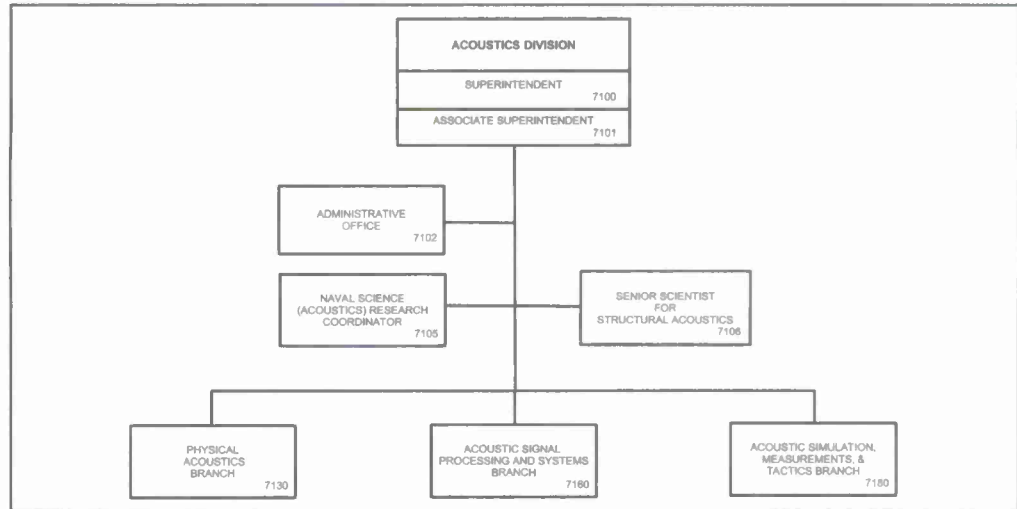 ACOUSTICS DIVISION
SUPERINTENDENT
7100
ASSOCIATE SUPERINTENDENT
7101
ADMINISTRATIVE
OFFICE
7102
NAVAL SCIENCE
(ACOUSTICS) RESEARCH
COORDINATOR
7105
SENIOR SCIENTIST
FOR
STRUCTURAL ACOUSTICS
7106
PHYSICAL
ACOUSTICS
BRANCH
7130
ACOUSTIC SIGNAL
PROCESSING AND SYSTEMS
BRANCH
7160
ACOUSTIC SIMULATION,
MEASUREMENTS, &
TACTICS BRANCH
7180